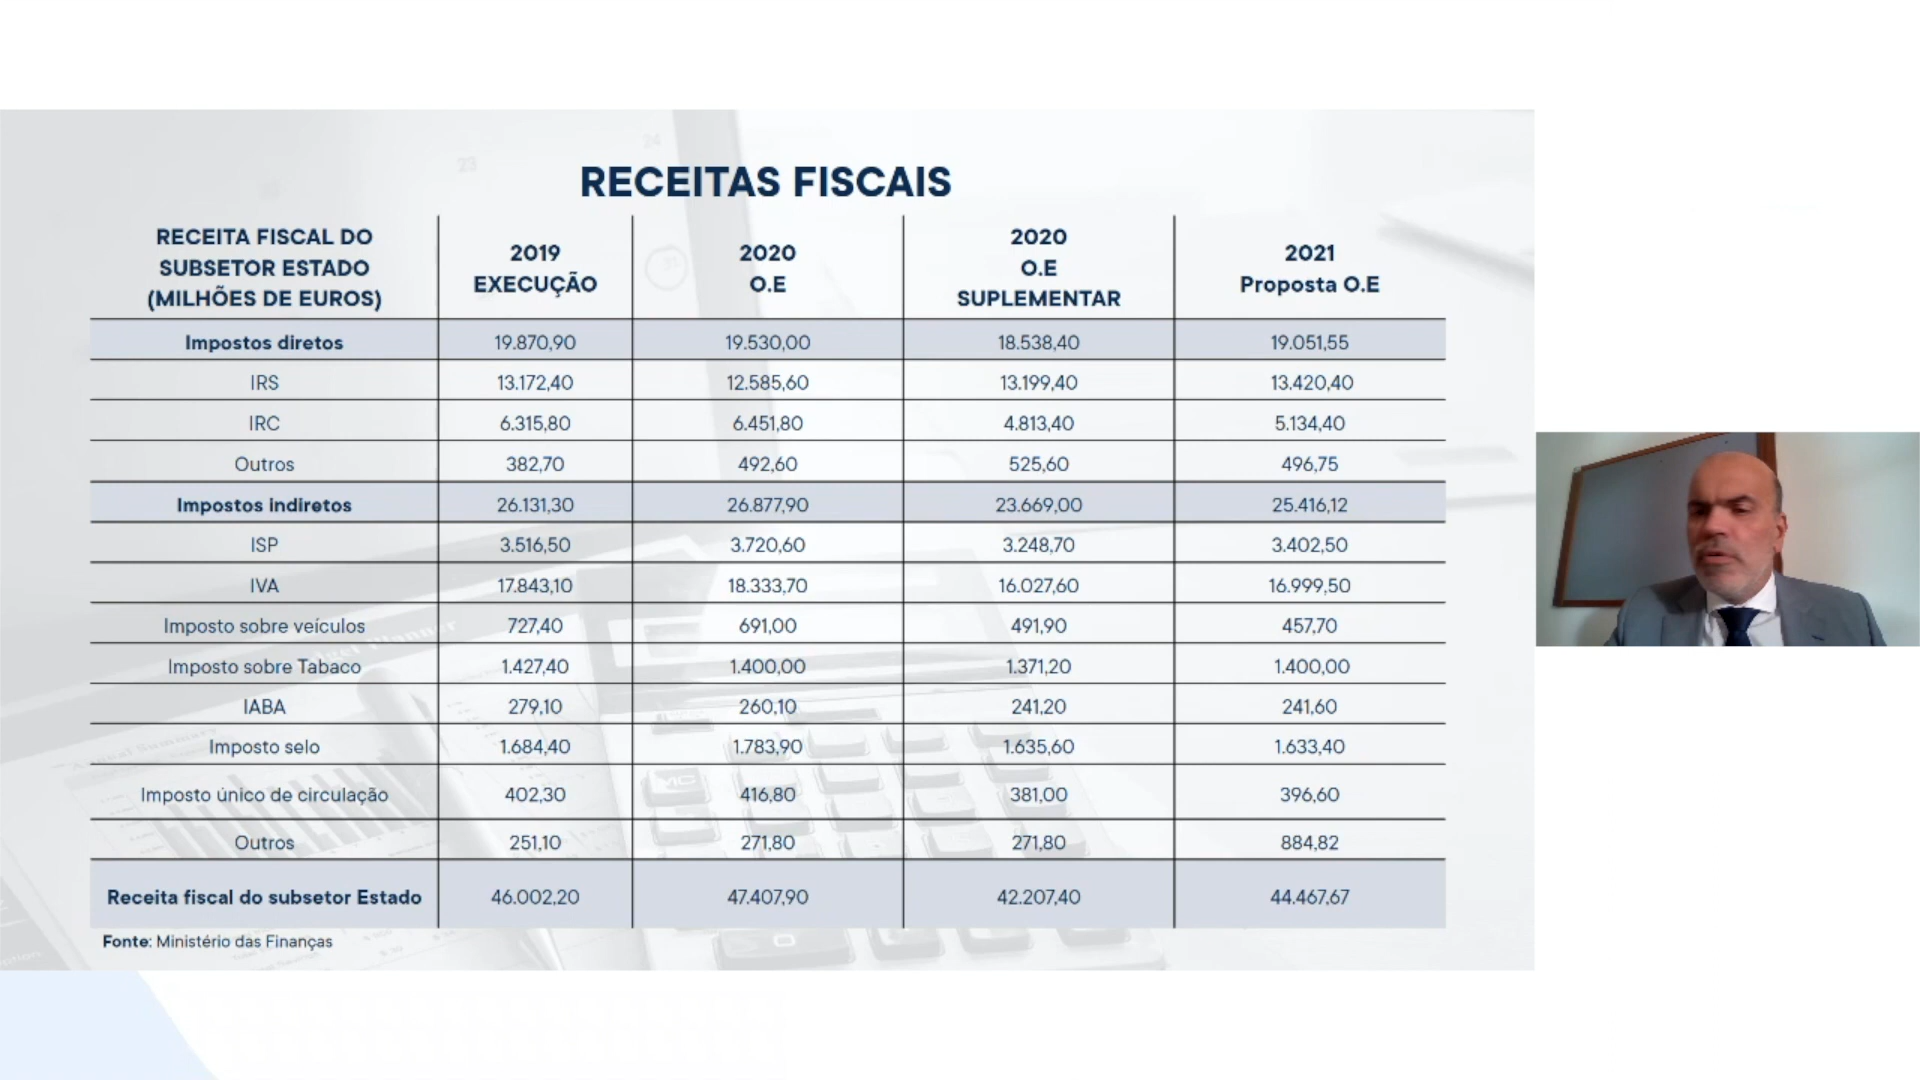 RECEITAS FISCAIS
RECEITA FISCAL DO
SUBSETOR ESTADO
(MILHÕES DE EUROS)
2019
EXECUÇÃO
2020
O.E
2020
O.E
SUPLEMENTAR
2021
Proposta O.E
Impostos diretos 19.870,90 19.530,00 18.538,40 19.051,55
IRS 13.172,40 12.585,60 13.199,40 13.420,40
IRC 6.315,80 6.451,80 4.813,40 5.134,40
Outros 382,70 492,60 525,60 496,75
Impostos indiretos 26.131,30 26.877,90 23.669,00 25.416,12
ISP 3.516,50 3.720,60 3.248,70 3.402,50
IVA 17.843,10 18.333,70 16.027,60 16.999,50
Imposto sobre veículos 727,40 691,00 491,90 457,70
Imposto sobre Tabaco 1.427,40 1.400,00 1.371,20 1.400,00
IABA 279,10 260,10 241,20 241,60
Imposto selo 1.684,40 1.783,90 1.635,60 1.633,40
Imposto único de circulação 402,30 416,80 381,00 396,60
Outros 251,10 271,80 271,80 884,82
Receita fiscal do subsetor Estado 46.002,20 47.407,90 42.207,40 44.467,67
Fonte: Ministério das Finanças